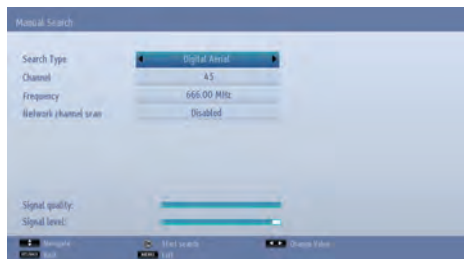 Manual Search
Search Type Digital Aerial
Channel 45
Frequency 666.00 MHz
Network channel scan Disabled
Signal quality:
Signal level:
Navigate Start search Change Value
Back MENU Exit